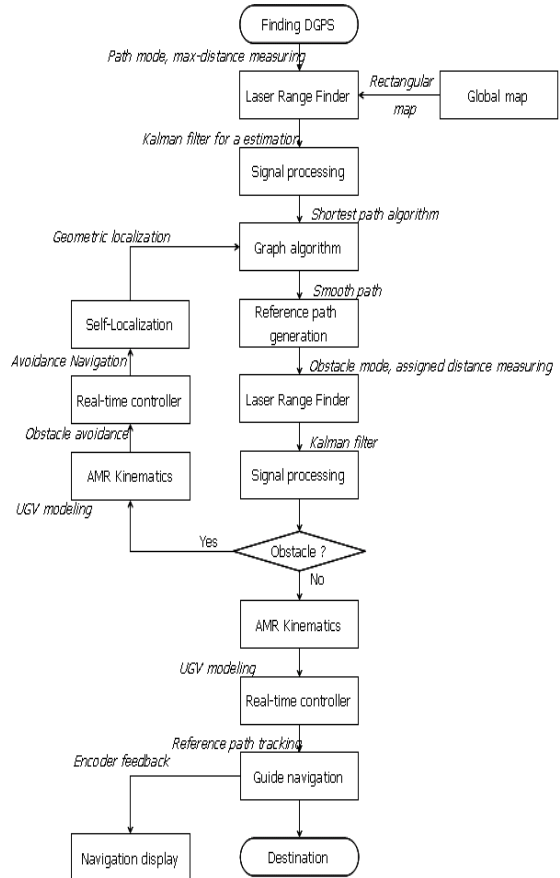 Finding DGPS
Path mode, max-distance measuring
Laser Range Finder
Rectangular
map
Global map
Kalman filter for a estimation
Signal processing
Shortest path algorithm
Geometric localization
Graph algorithm
Smooth path
Self-Localization
Reference path
generation
Avoidance Navigation
Obstacle mode, assigned distance measuring
Real-time controller
Laser Range Finder
Obstacle avoidance
Kalman filter
AMR Kinematics
Signal processing
UGV modeling
Yes
Obstacle ?
No
AMR Kinematics
UGV modeling
Real-time controller
Reference path tracking
Encoder feedback
Guide navigation
Navigation display
Destination